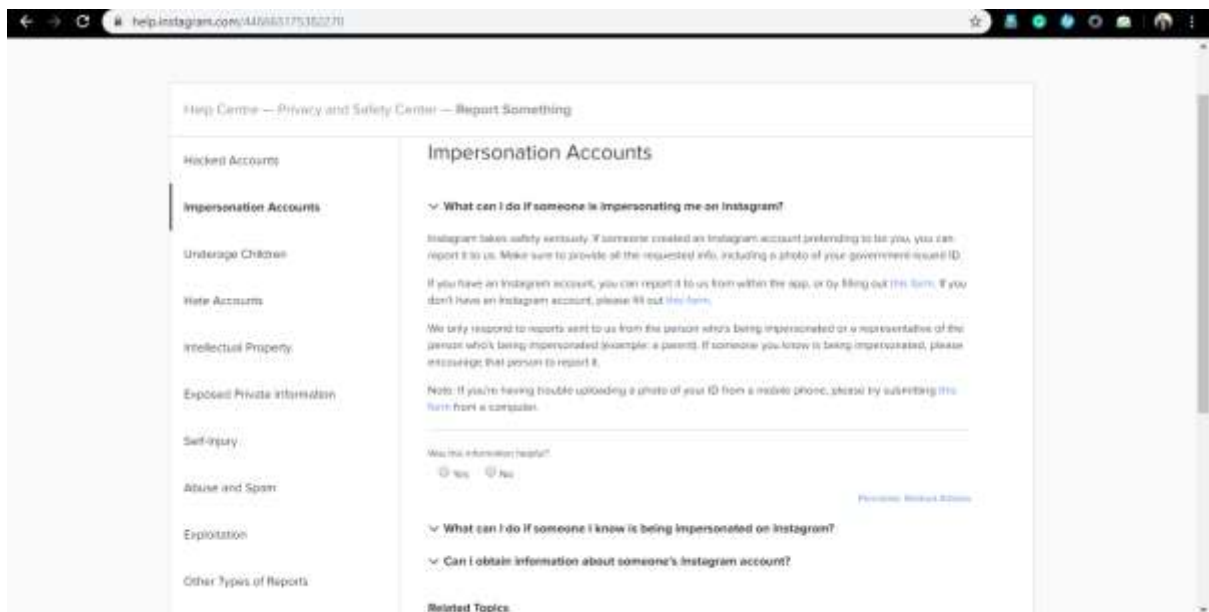 help.instagram.com/446663175382270
Help Centre — Privacy and Safety Center — Report Something
Hacked Accounts
Impersonation Accounts
Underage Children
Hate Accounts
Intellectual Property
Exposed Private Information
Self-Injury
Abuse and Spam
Exploitation
Other Types of Reports
Impersonation Accounts
What can I do if someone is impersonating me on Instagram?
Instagram takes safety seriously. If someone created an Instagram account pretending to be you, you can
report it to us. Make sure to provide all the requested info, including a photo of your government-issued ID.
If you have an Instagram account, you can report it to us from within the app, or by filling out this form. If you
don't have an Instagram account, please fill out this form.
We only respond to reports sent to us from the person who's being impersonated or a representative of the
person who's being impersonated (example: a parent). If someone you know is being impersonated, please
encourage that person to report it.
Note: If you're having trouble uploading a photo of your ID from a mobile phone, please try submitting this
form from a computer.
Was this information helpful?
Yes No
Permalink Related Articles
What can I do if someone I know is being impersonated on Instagram?
Can I obtain information about someone's Instagram account?
Related Topics